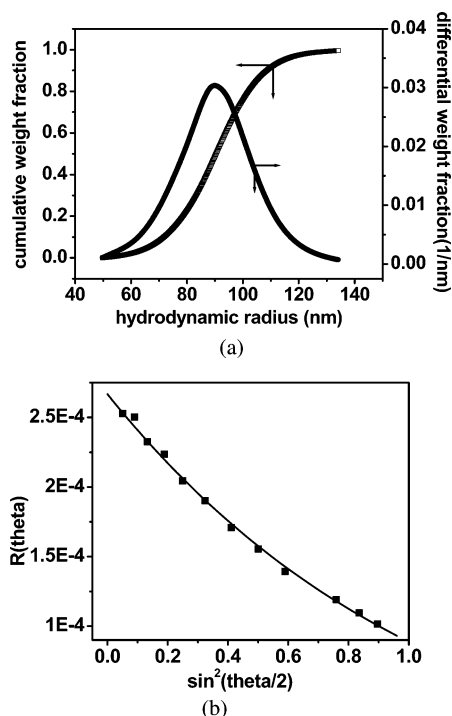 (a)
cumulative weight fraction
1.0
0.8
0.6
0.4
0.2
0.0
differential weight fraction(1/nm)
0.04
0.03
0.02
0.01
0.00
40 60 80 100 120 140
hydrodynamic radius (nm)
(a)
R(theta)
2.5E-4
2E-4
1.5E-4
1E-4
0.0 0.2 0.4 0.6 0.8 1.0
sin²(theta/2)
(b)